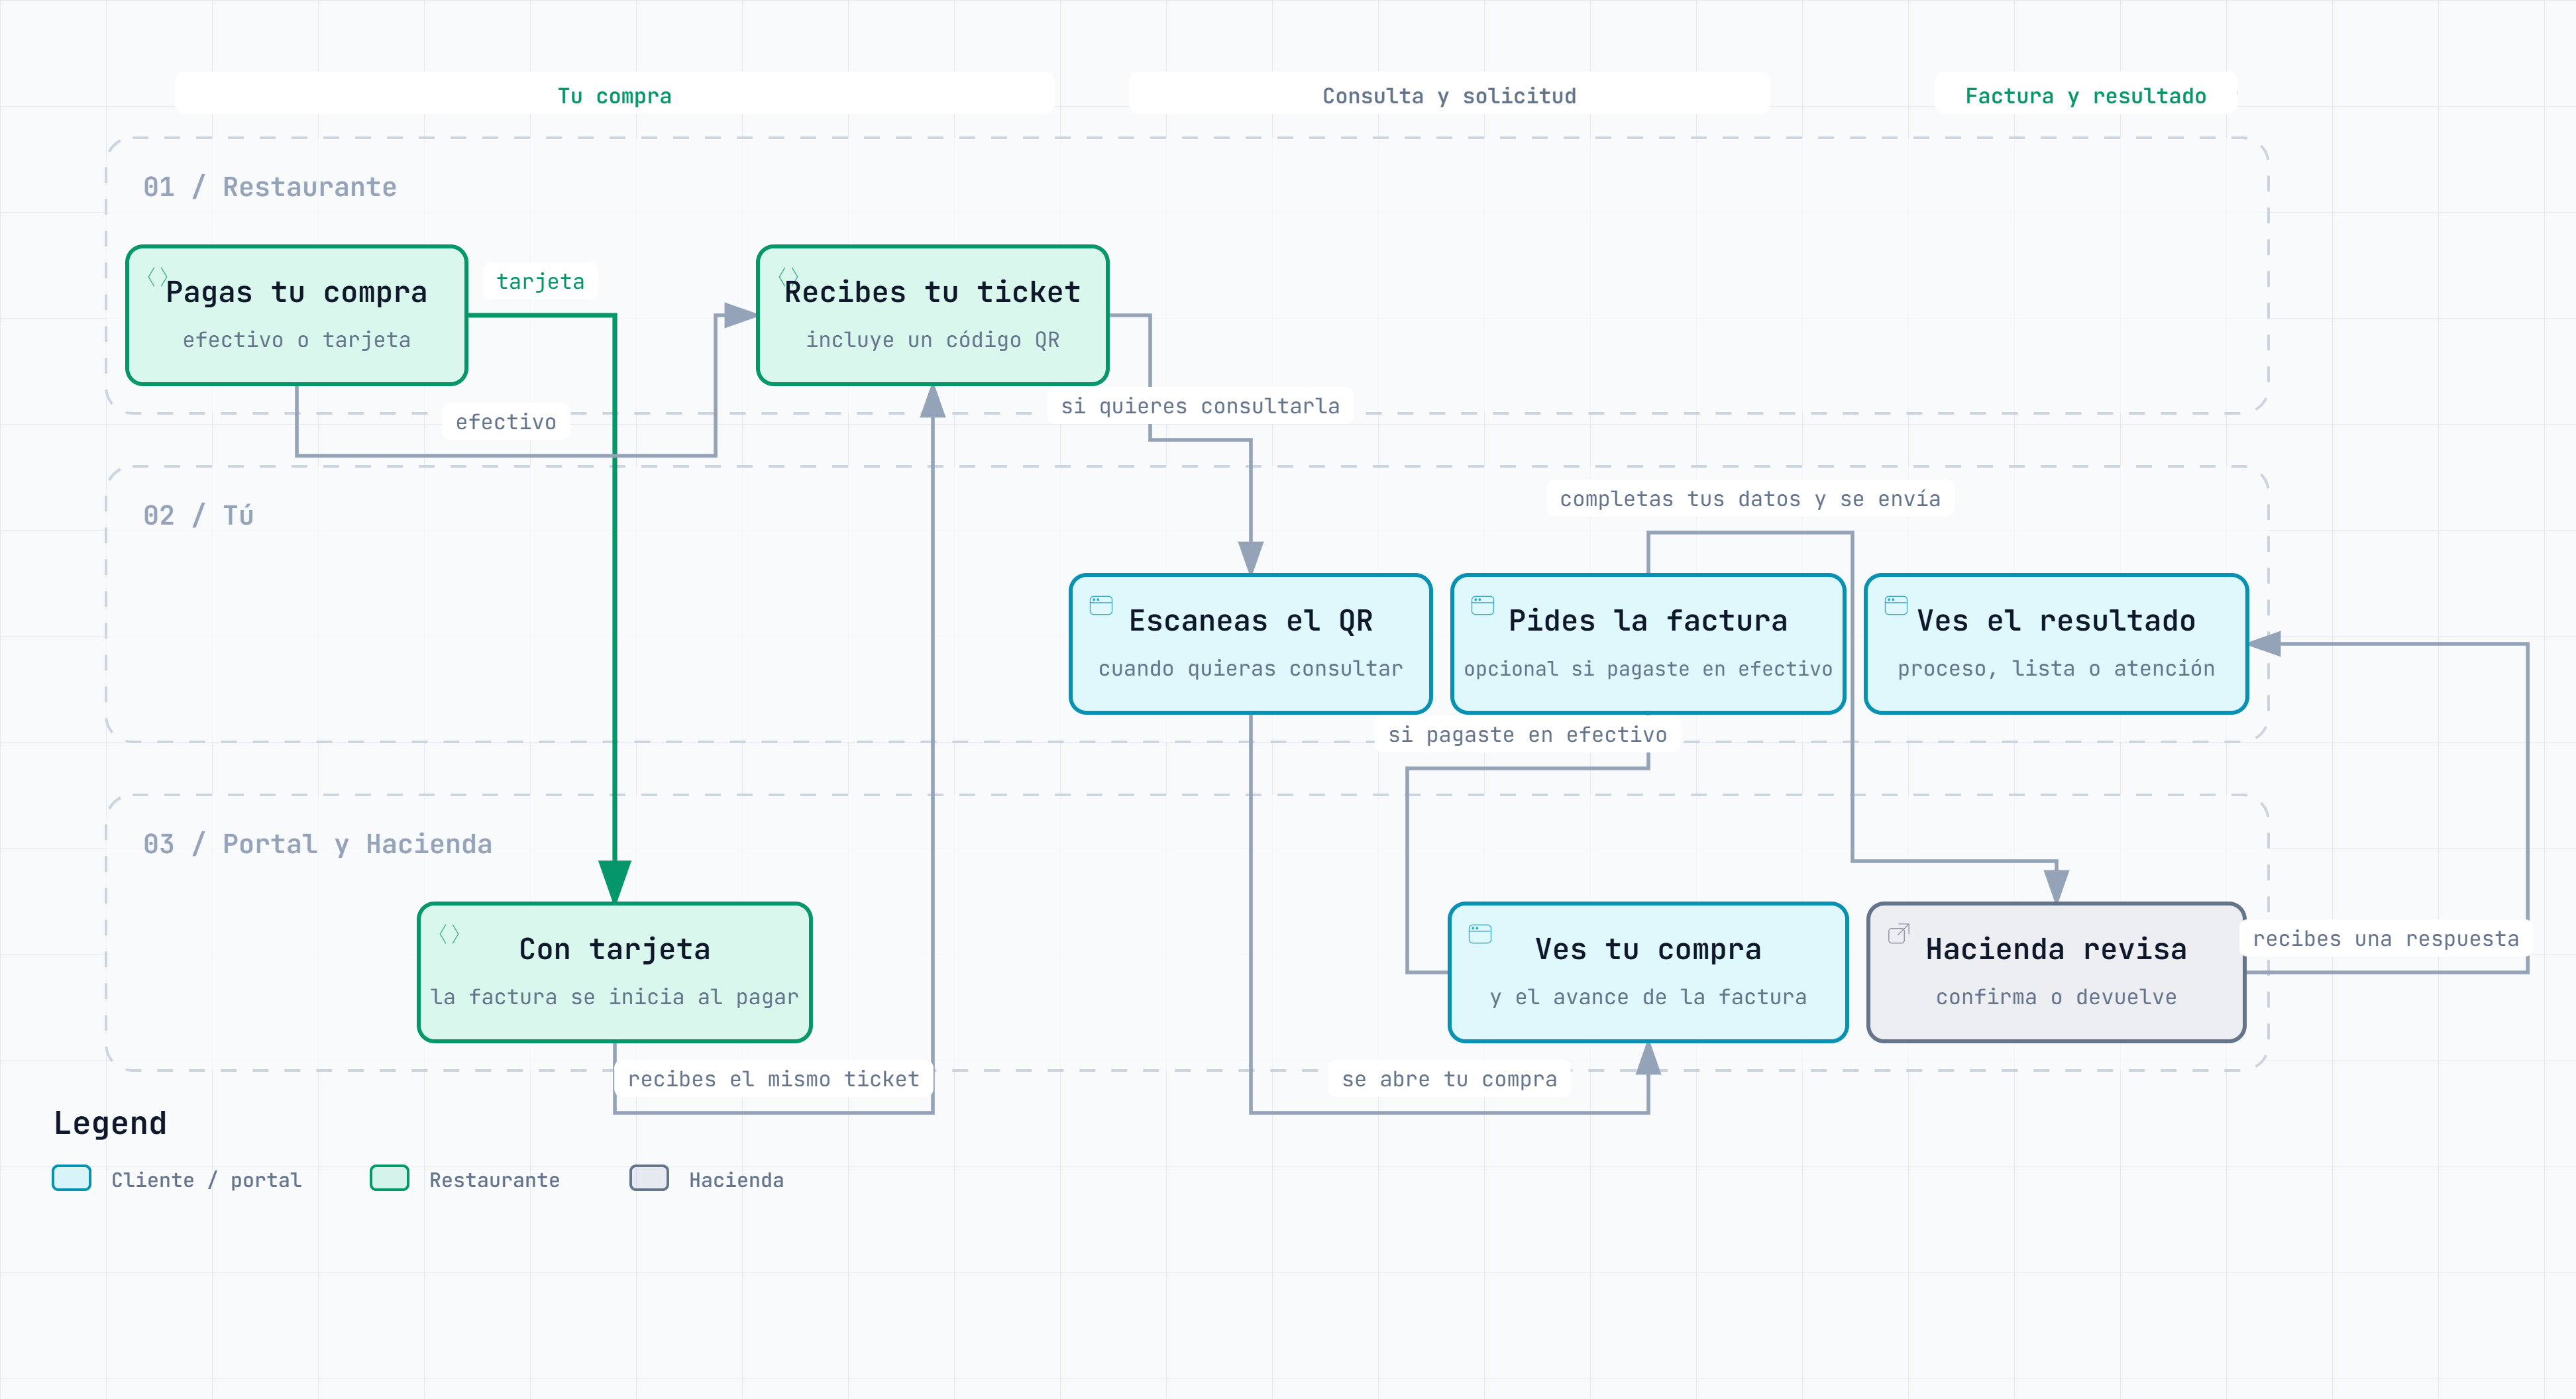 Tu compra
Consulta y solicitud
Factura y resultado
01 / Restaurante
Pagas tu compra
efectivo o tarjeta
tarjeta
Recibes tu ticket
incluye un código QR
efectivo
si quieres consultarla
02 / Tú
completas tus datos y se envía
Escaneas el QR
cuando quieras consultar
Pides la factura
opcional si pagaste en efectivo
Ves el resultado
proceso, lista o atención
si pagaste en efectivo
03 / Portal y Hacienda
Con tarjeta
la factura se inicia al pagar
Ves tu compra
y el avance de la factura
Hacienda revisa
confirma o devuelve
recibes una respuesta
recibes el mismo ticket
se abre tu compra
Legend
Cliente / portal
Restaurante
Hacienda